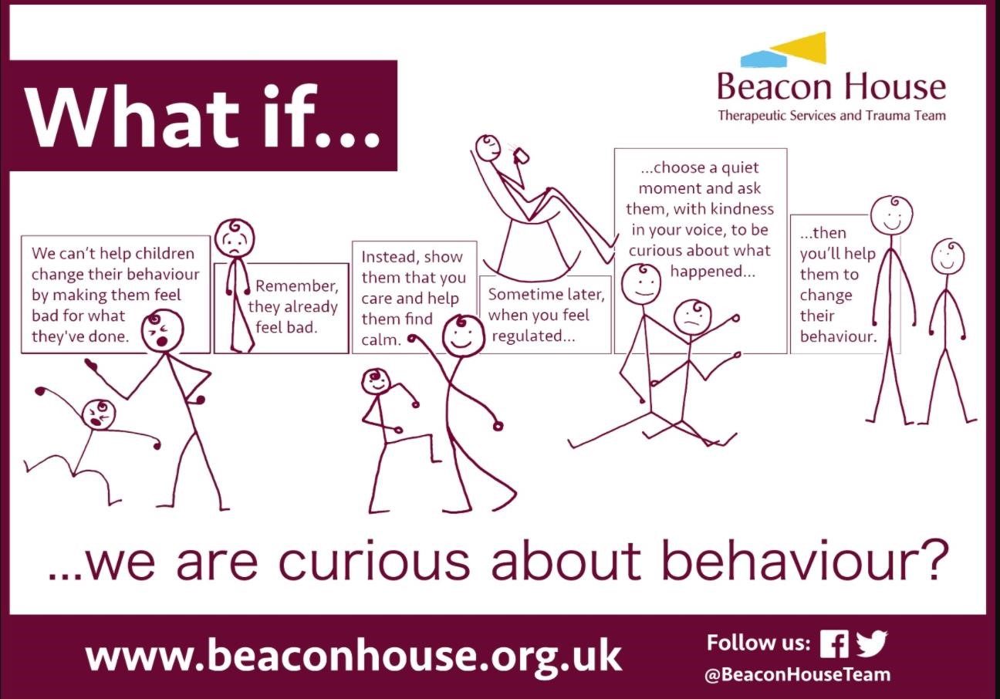 What if...
Beacon House
Therapeutic Services and Trauma Team
We can't help children
change their behaviour
by making them feel
bad for what
they've done.
Remember,
they already
feel bad.
Instead, show
them that you
care and help
them find
calm.
Sometime later,
when you feel
regulated...
...choose a quiet
moment and ask
them, with kindness
in your voice, to be
curious about what
happened...
...then
you'll help
them to
change
their
behaviour.
...we are curious about behaviour?
www.beaconhouse.org.uk
Follow us:
@BeaconHouseTeam